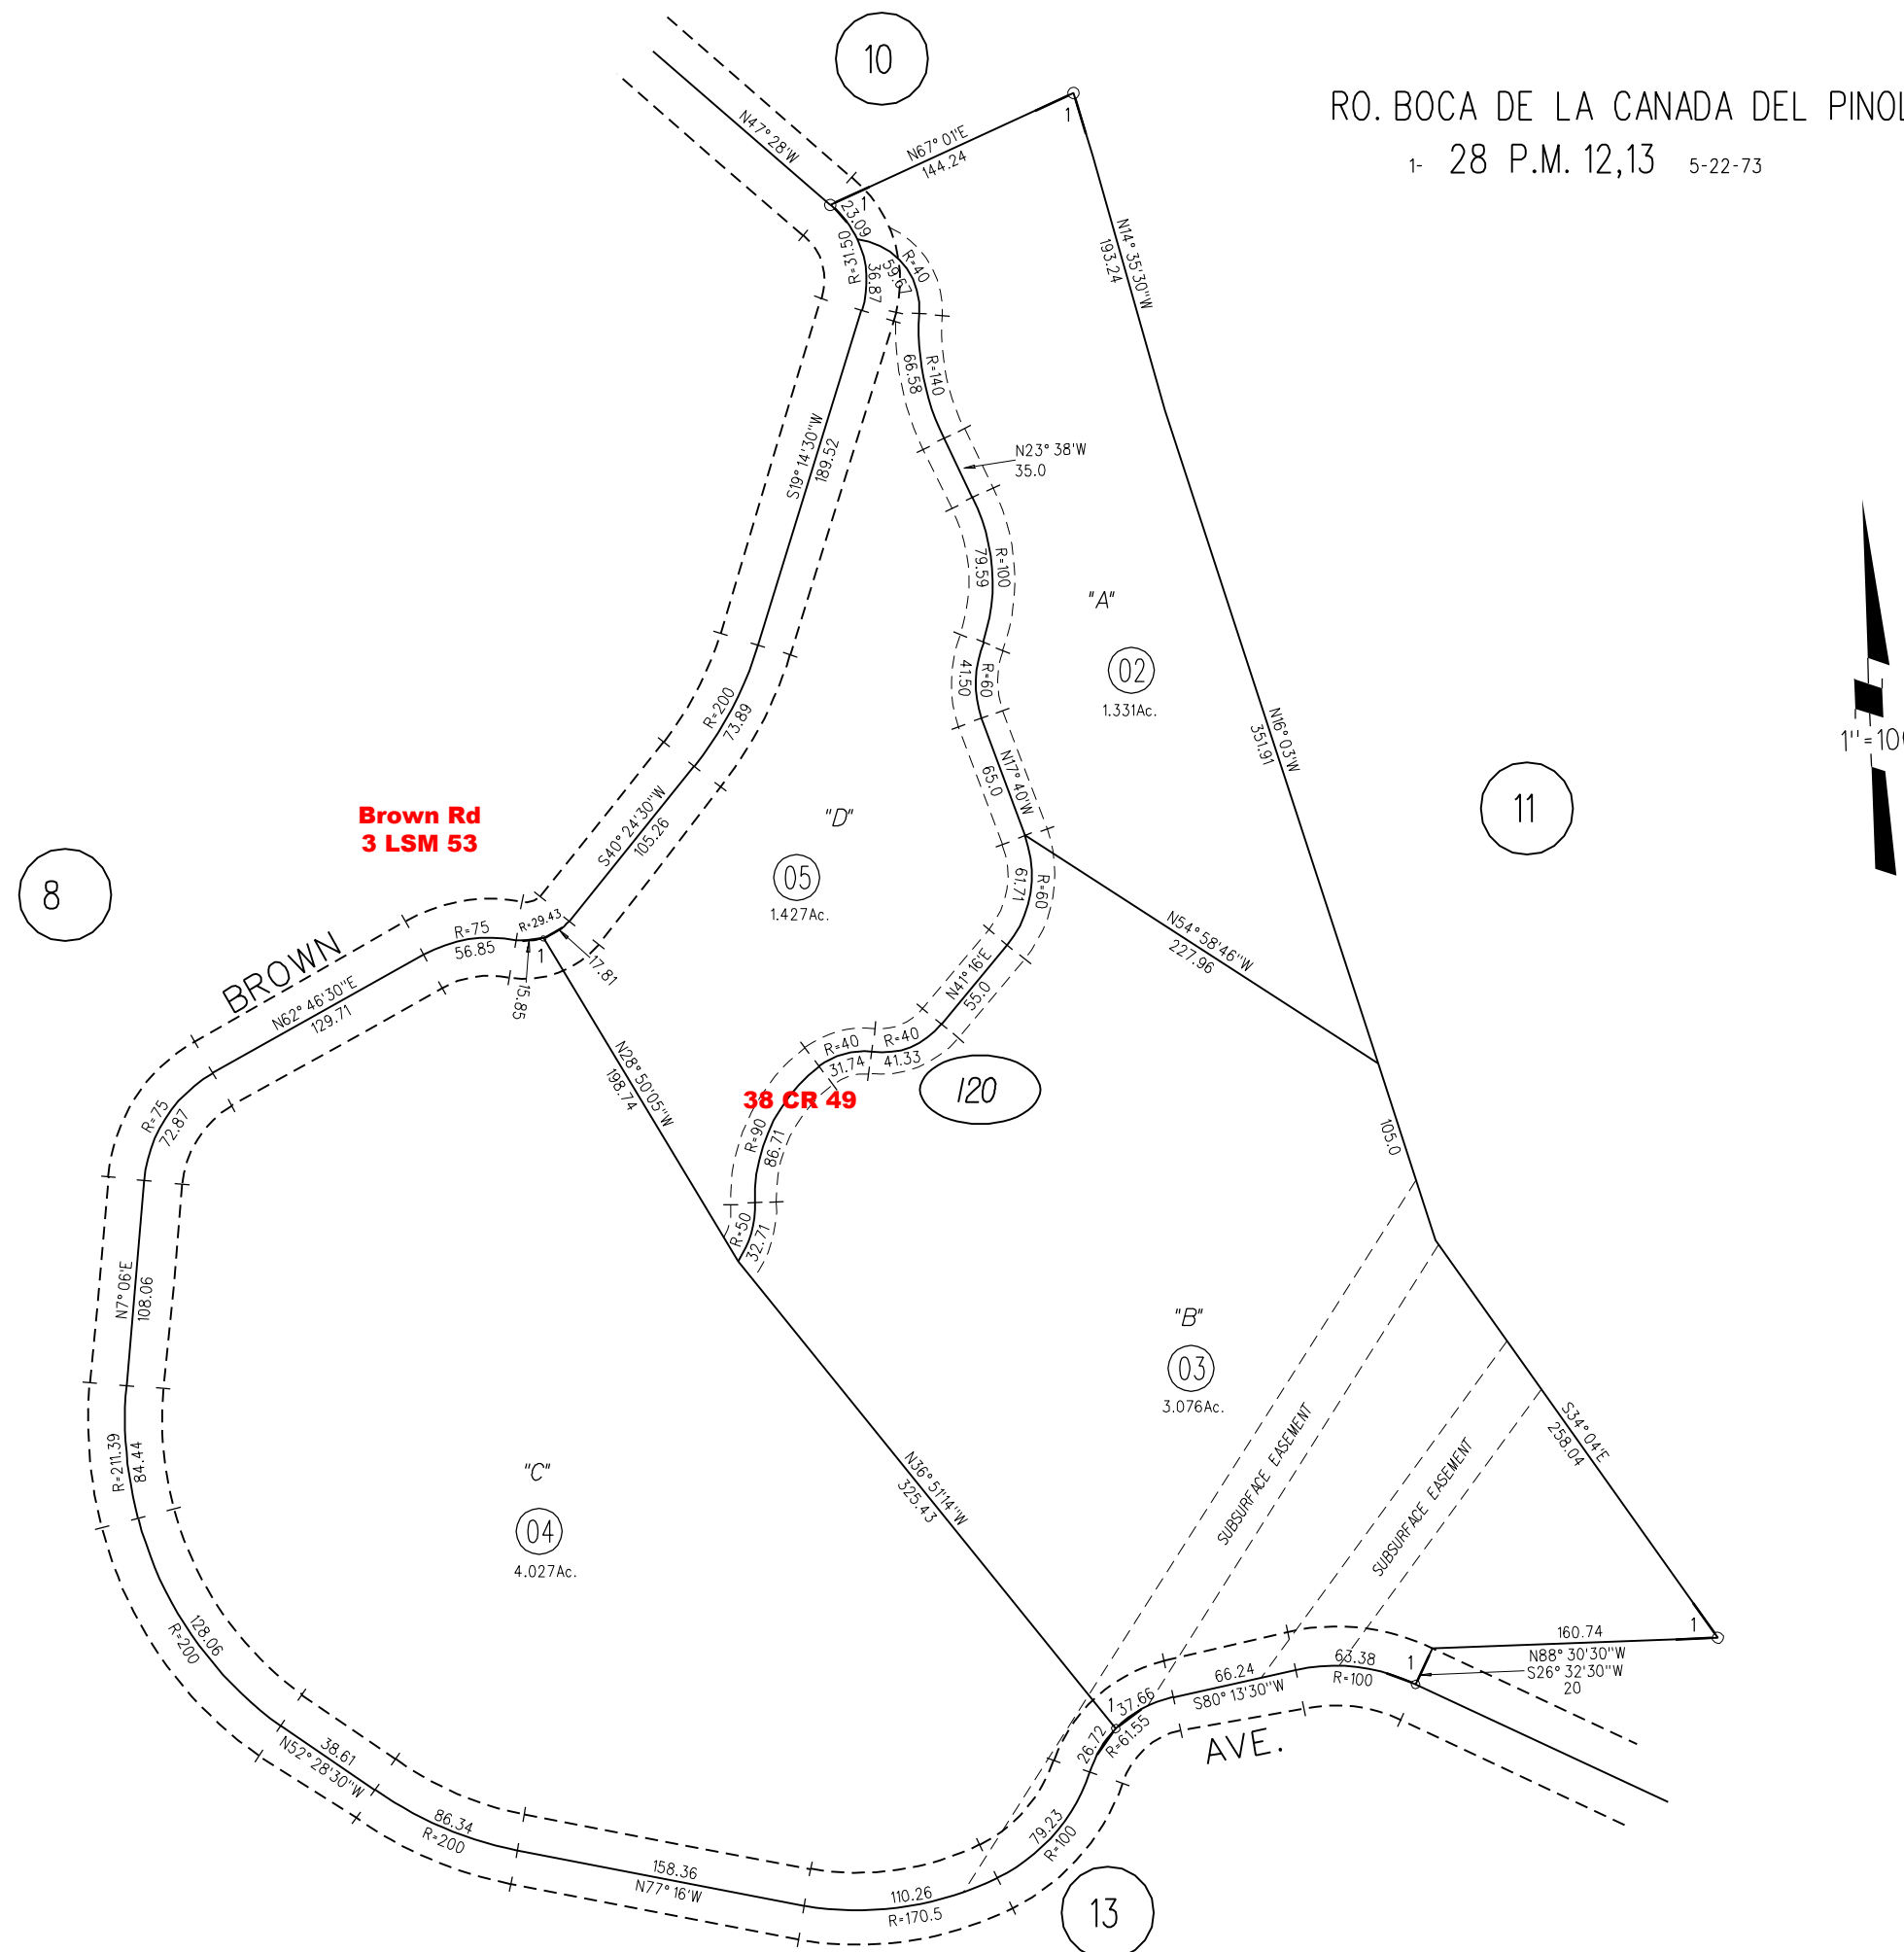 10
RO. BOCA DE LA CANADA DEL PINOL
1- 28 P.M. 12,13 5-22-73
N47° 28'W
N67° 01'E
144.24
1
1
23.09
R=31.50
36.87
59.67
R=40
N14° 35'30"W
193.24
66.58
R=140
S19° 14'30"W
189.52
N23° 38'W
35.0
79.59
R=100
"A"
02
1.331Ac.
41.50
R=60
R=200
73.89
N16° 03'W
351.91
1"=10
N17° 40'W
65.0
Brown Rd
3 LSM 53
S40° 24'30"W
105.26
"D"
05
1.427Ac.
11
8
61.71
R=60
BROWN
R=75
56.85
R=29.43
1
17.81
15.85
N54° 58'46"W
227.96
N62° 46'30"E
129.71
N41° 16'E
55.0
R=40
31.74
R=40
41.33
N28° 50'05"W
198.74
38 CR 49
120
R=75
72.87
R=90
86.71
105.0
R=50
32.71
N7° 06'E
108.06
"B"
03
3.076Ac.
SUBSURFACE EASEMENT
SUBSURFACE EASEMENT
S34° 04'E
258.04
R=211.39
84.44
"C"
04
4.027Ac.
N36° 51'14"W
325.43
128.06
R=200
160.74
1
N88° 30'30"W
S26° 32'30"W
20
1
63.38
R=100
66.24
S80° 13'30"W
1
37.66
R=61.55
26.72
AVE.
38.61
N52° 28'30"W
86.34
R=200
79.23
R=100
158.36
N77° 16'W
110.26
R=170.5
13